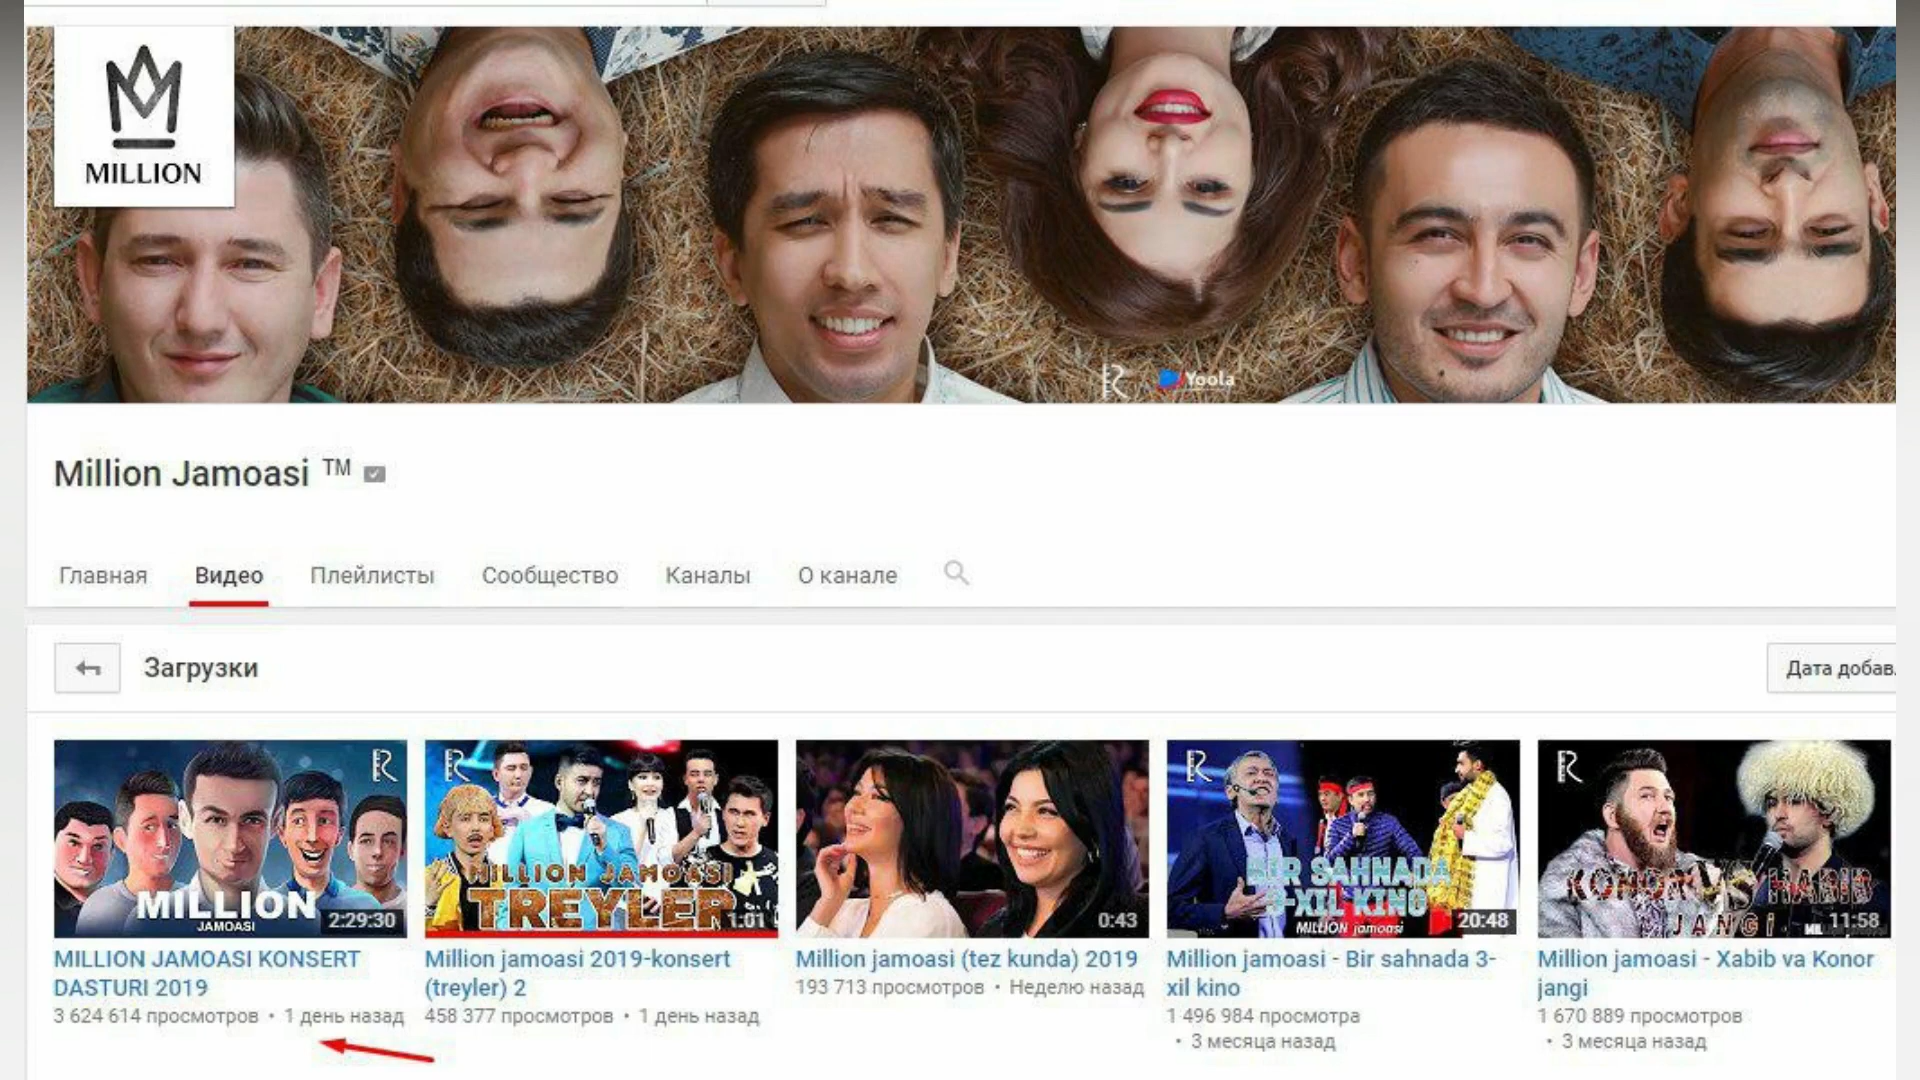 MILLION
Yoola
Million Jamoasi ™
Главная Видео Плейлисты Сообщество Каналы О канале
Загрузки
Дата добав.
MILLION
JAMOASI
2:29:30
MILLION JAMOASI
TREYLER
1:01
0:43
BIR SAHNADA
3-XIL KINO
MILLION jamoasi
20:48
KONOR VS HABIB
JANGI
11:58
MILLION JAMOASI KONSERT
DASTURI 2019
3 624 614 просмотров • 1 день назад
Million jamoasi 2019-konsert
(treyler) 2
458 377 просмотров • 1 день назад
Million jamoasi (tez kunda) 2019
193 713 просмотров • Неделю назад
Million jamoasi - Bir sahnada 3-
xil kino
1 496 984 просмотра
• 3 месяца назад
Million jamoasi - Xabib va Konor
jangi
1 670 889 просмотров
• 3 месяца назад